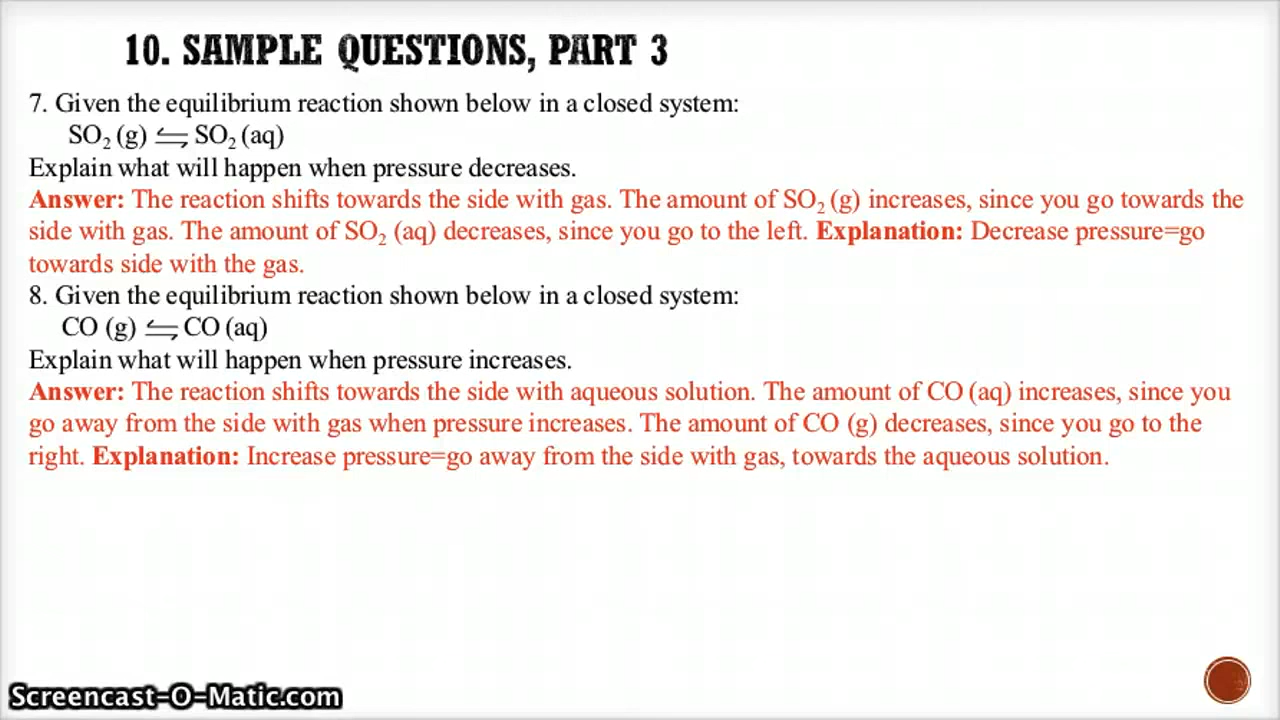 10. SAMPLE QUESTIONS, PART 3
7. Given the equilibrium reaction shown below in a closed system:
SO₂ (g) ⇋ SO₂ (aq)
Explain what will happen when pressure decreases.
Answer: The reaction shifts towards the side with gas. The amount of SO₂ (g) increases, since you go towards the
side with gas. The amount of SO₂ (aq) decreases, since you go to the left. Explanation: Decrease pressure=go
towards side with the gas.
8. Given the equilibrium reaction shown below in a closed system:
CO (g) ⇋ CO (aq)
Explain what will happen when pressure increases.
Answer: The reaction shifts towards the side with aqueous solution. The amount of CO (aq) increases, since you
go away from the side with gas when pressure increases. The amount of CO (g) decreases, since you go to the
right. Explanation: Increase pressure=go away from the side with gas, towards the aqueous solution.
Screencast-O-Matic.com